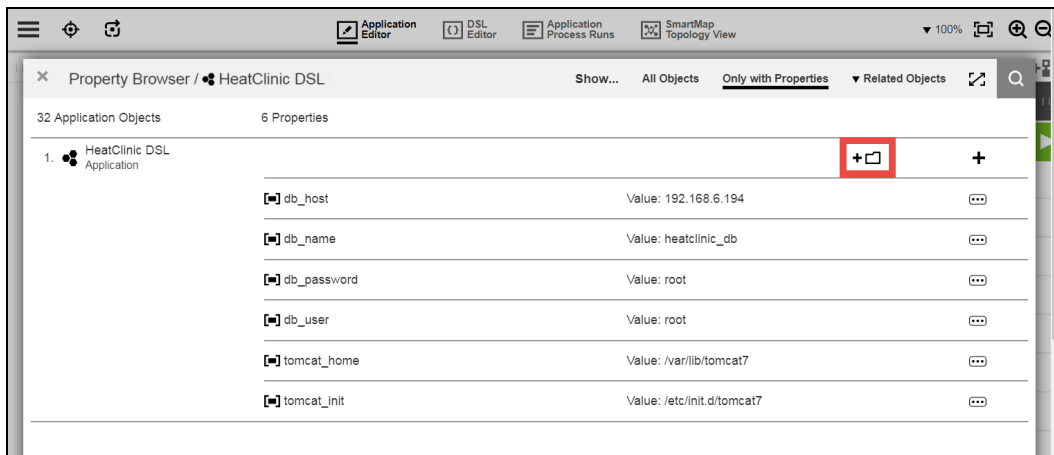 Application Editor
DSL Editor
Application Process Runs
SmartMap Topology View
▼ 100%
Property Browser / HeatClinic DSL
Show...
All Objects
Only with Properties
▼ Related Objects
32 Application Objects
6 Properties
1. HeatClinic DSL
Application
db_host Value: 192.168.6.194
db_name Value: heatclinic_db
db_password Value: root
db_user Value: root
tomcat_home Value: /var/lib/tomcat7
tomcat_init Value: /etc/init.d/tomcat7